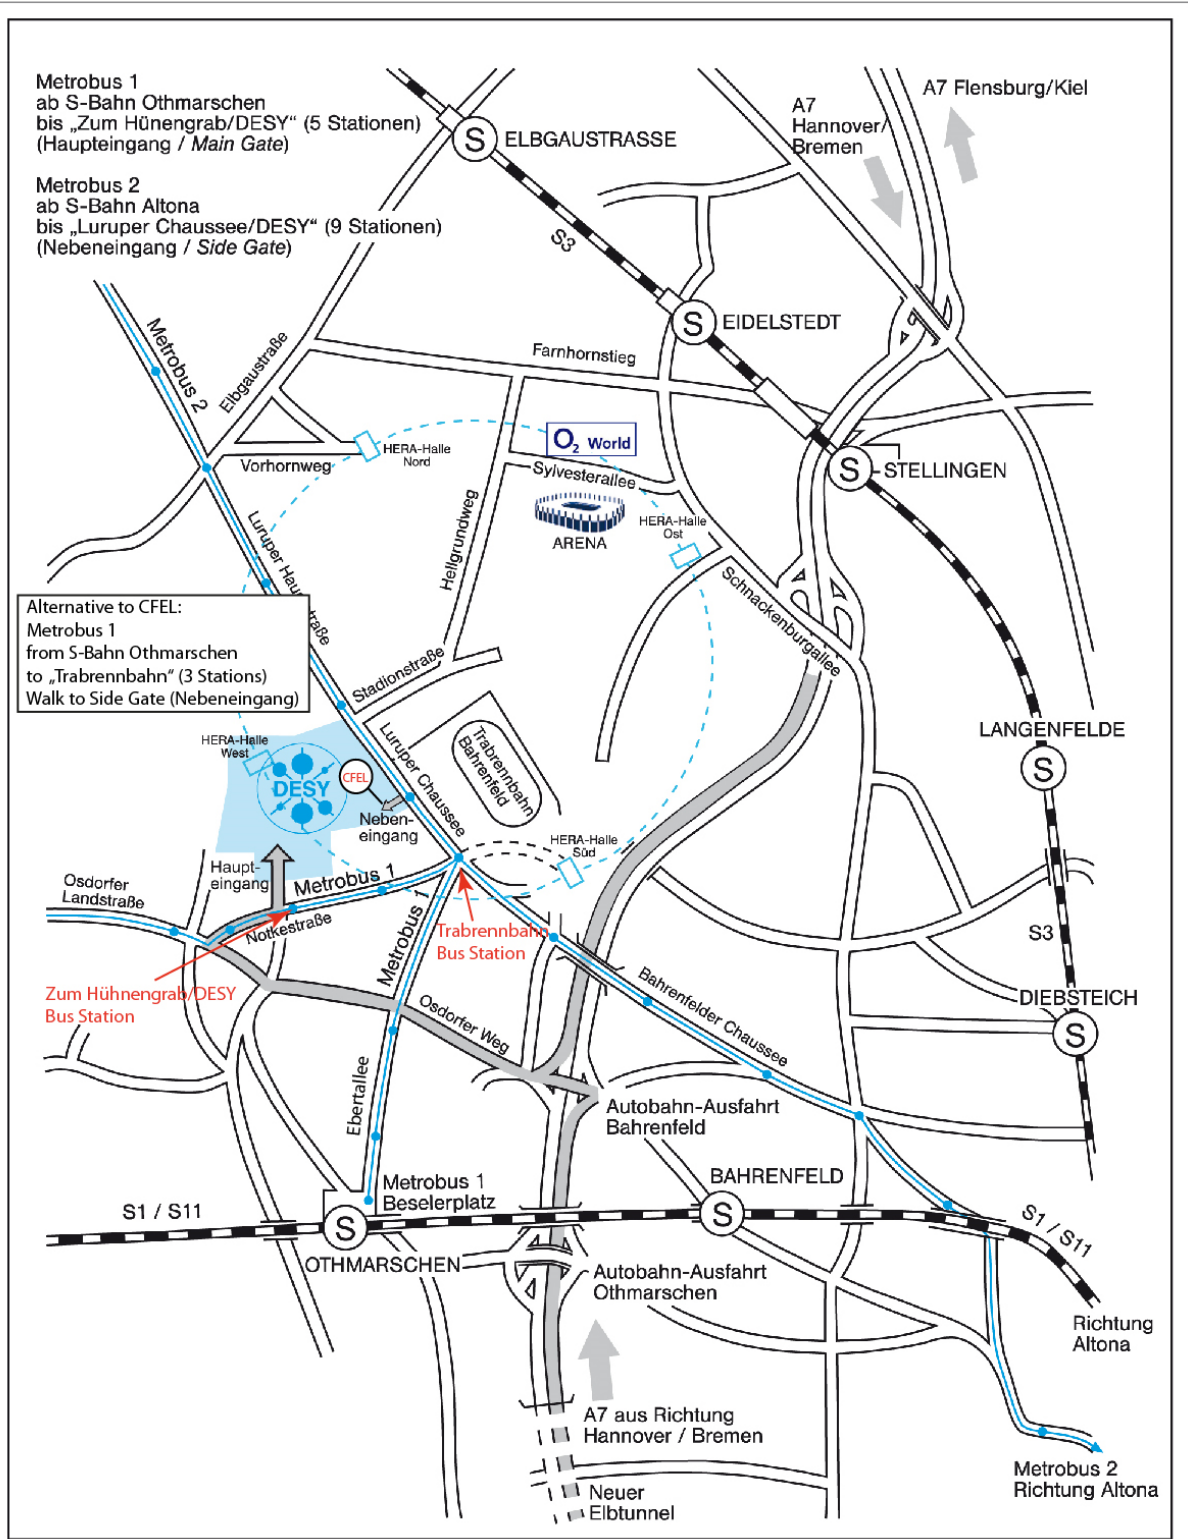 Metrobus 1
ab S-Bahn Othmarschen
bis „Zum Hünengrab/DESY“ (5 Stationen)
(Haupteingang / Main Gate)
Metrobus 2
ab S-Bahn Altona
bis „Luruper Chaussee/DESY“ (9 Stationen)
(Nebeneingang / Side Gate)
A7 Flensburg/Kiel
A7
Hannover/
Bremen
S
ELBGAUSTRASSE
S3
S
EIDELSTEDT
Metrobus 2
Elbgaustraße
Farnhornstieg
O2 World
HERA-Halle
Nord
Vorhornweg
Sylvesterallee
S
STELLINGEN
ARENA
HERA-Halle
Ost
Hellgrundweg
Luruper Hau
raße
Schnackenburgallee
Alternative to CFEL:
Metrobus 1
from S-Bahn Othmarschen
to „Trabrennbahn“ (3 Stations)
Walk to Side Gate (Nebeneingang)
Stadionstraße
LANGENFELDE
S
HERA-Halle
West
DESY
CFEL
Luruper Chaussee
Trabrennbahn
Bahrenfeld
Neben-
eingang
HERA-Halle
Süd
Haupt-
eingang
Metrobus 1
Osdorfer
Landstraße
Notkestraße
Metrobus 1
Trabrennbahn
Bus Station
S3
Zum Hühnengrab/DESY
Bus Station
Osdorfer Weg
Bahrenfelder Chaussee
DIEBSTEICH
S
Ebertallee
Autobahn-Ausfahrt
Bahrenfeld
Metrobus 1
Beselerplatz
BAHRENFELD
S
S1 / S11
S
OTHMARSCHEN
S1 / S11
Autobahn-Ausfahrt
Othmarschen
Richtung
Altona
A7 aus Richtung
Hannover / Bremen
Metrobus 2
Richtung Altona
Neuer
Elbtunnel